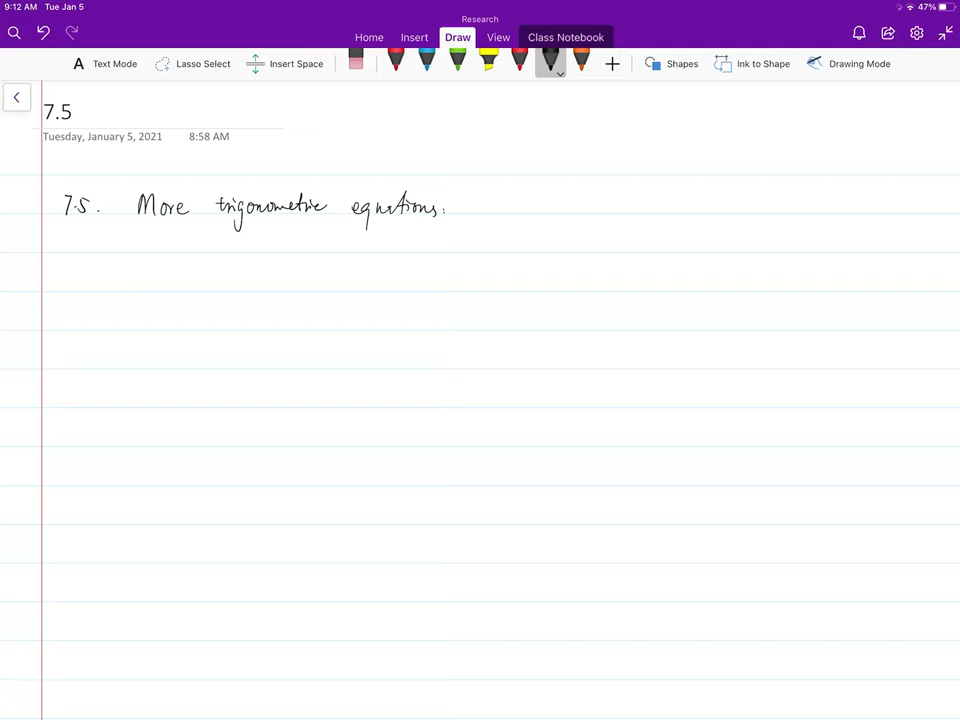 9:12 AM Tue Jan 5 47%
Research
Home Insert Draw View Class Notebook
A Text Mode Lasso Select Insert Space Shapes Ink to Shape Drawing Mode
7.5
Tuesday, January 5, 2021 8:58 AM
7.5. More trigonometric equations.